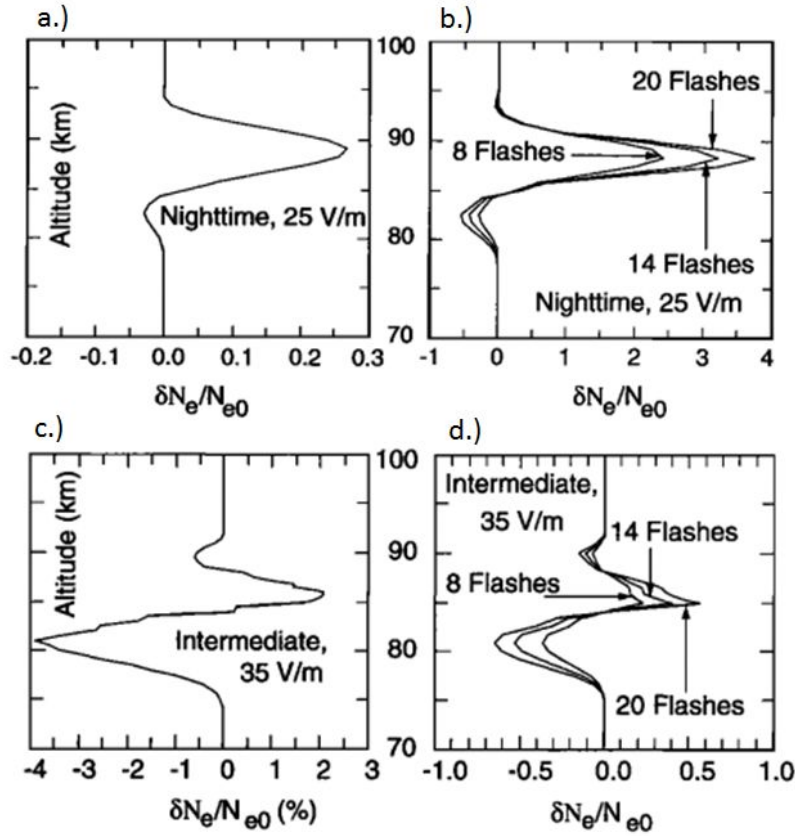 a.)
Altitude (km)
Nighttime, 25 V/m
-0.2 -0.1 0.0 0.1 0.2 0.3
δNe/Ne0
b.)
100
90
80
70
20 Flashes
8 Flashes
14 Flashes
Nighttime, 25 V/m
-1 0 1 2 3 4
δNe/Ne0
c.)
Altitude (km)
Intermediate,
35 V/m
-4 -3 -2 -1 0 1 2 3
δNe/Ne0 (%)
d.)
100
90
80
70
Intermediate,
35 V/m
14 Flashes
8 Flashes
20 Flashes
-1.0 -0.5 0.0 0.5 1.0
δNe/Ne0